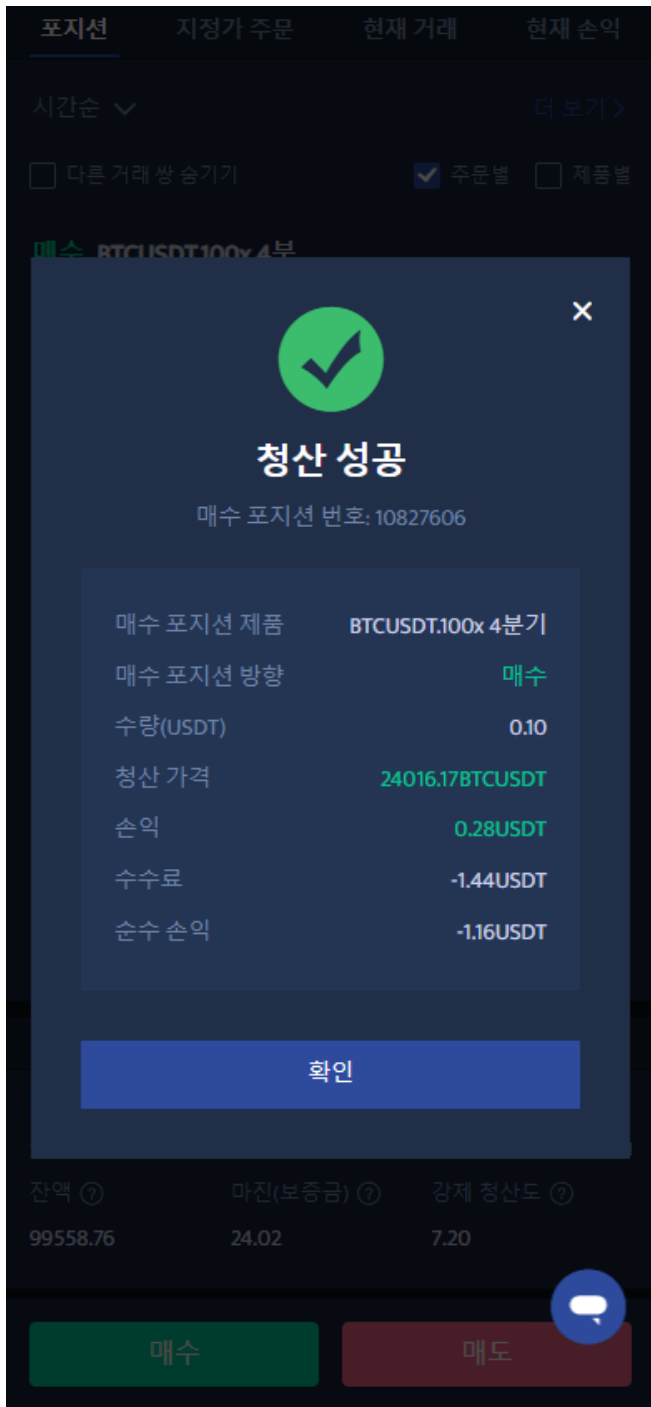 포지션 지정가 주문 현재 거래 현재 손익
시간순 더 보기
다른 거래 쌍 숨기기 주문별 제품별
매수 BTCUSDT.100x 4분
청산 성공
매수 포지션 번호: 10827606
매수 포지션 제품 BTCUSDT.100x 4분기
매수 포지션 방향 매수
수량(USDT) 0.10
청산 가격 24016.17BTCUSDT
손익 0.28USDT
수수료 -1.44USDT
순수 손익 -1.16USDT
확인
잔액 마진(보증금) 강제 청산도
99558.76 24.02 7.20
매수 매도